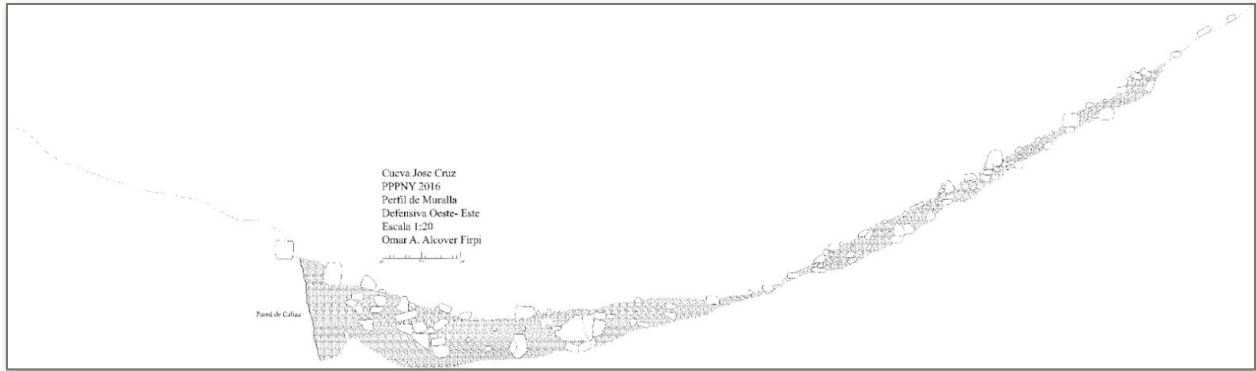 Cueva Jose Cruz
PPPNY 2016
Perfil de Muralla
Defensiva Oeste- Este
Escala 1:20
Omar A. Alcover Firpi
Pared de Caliza